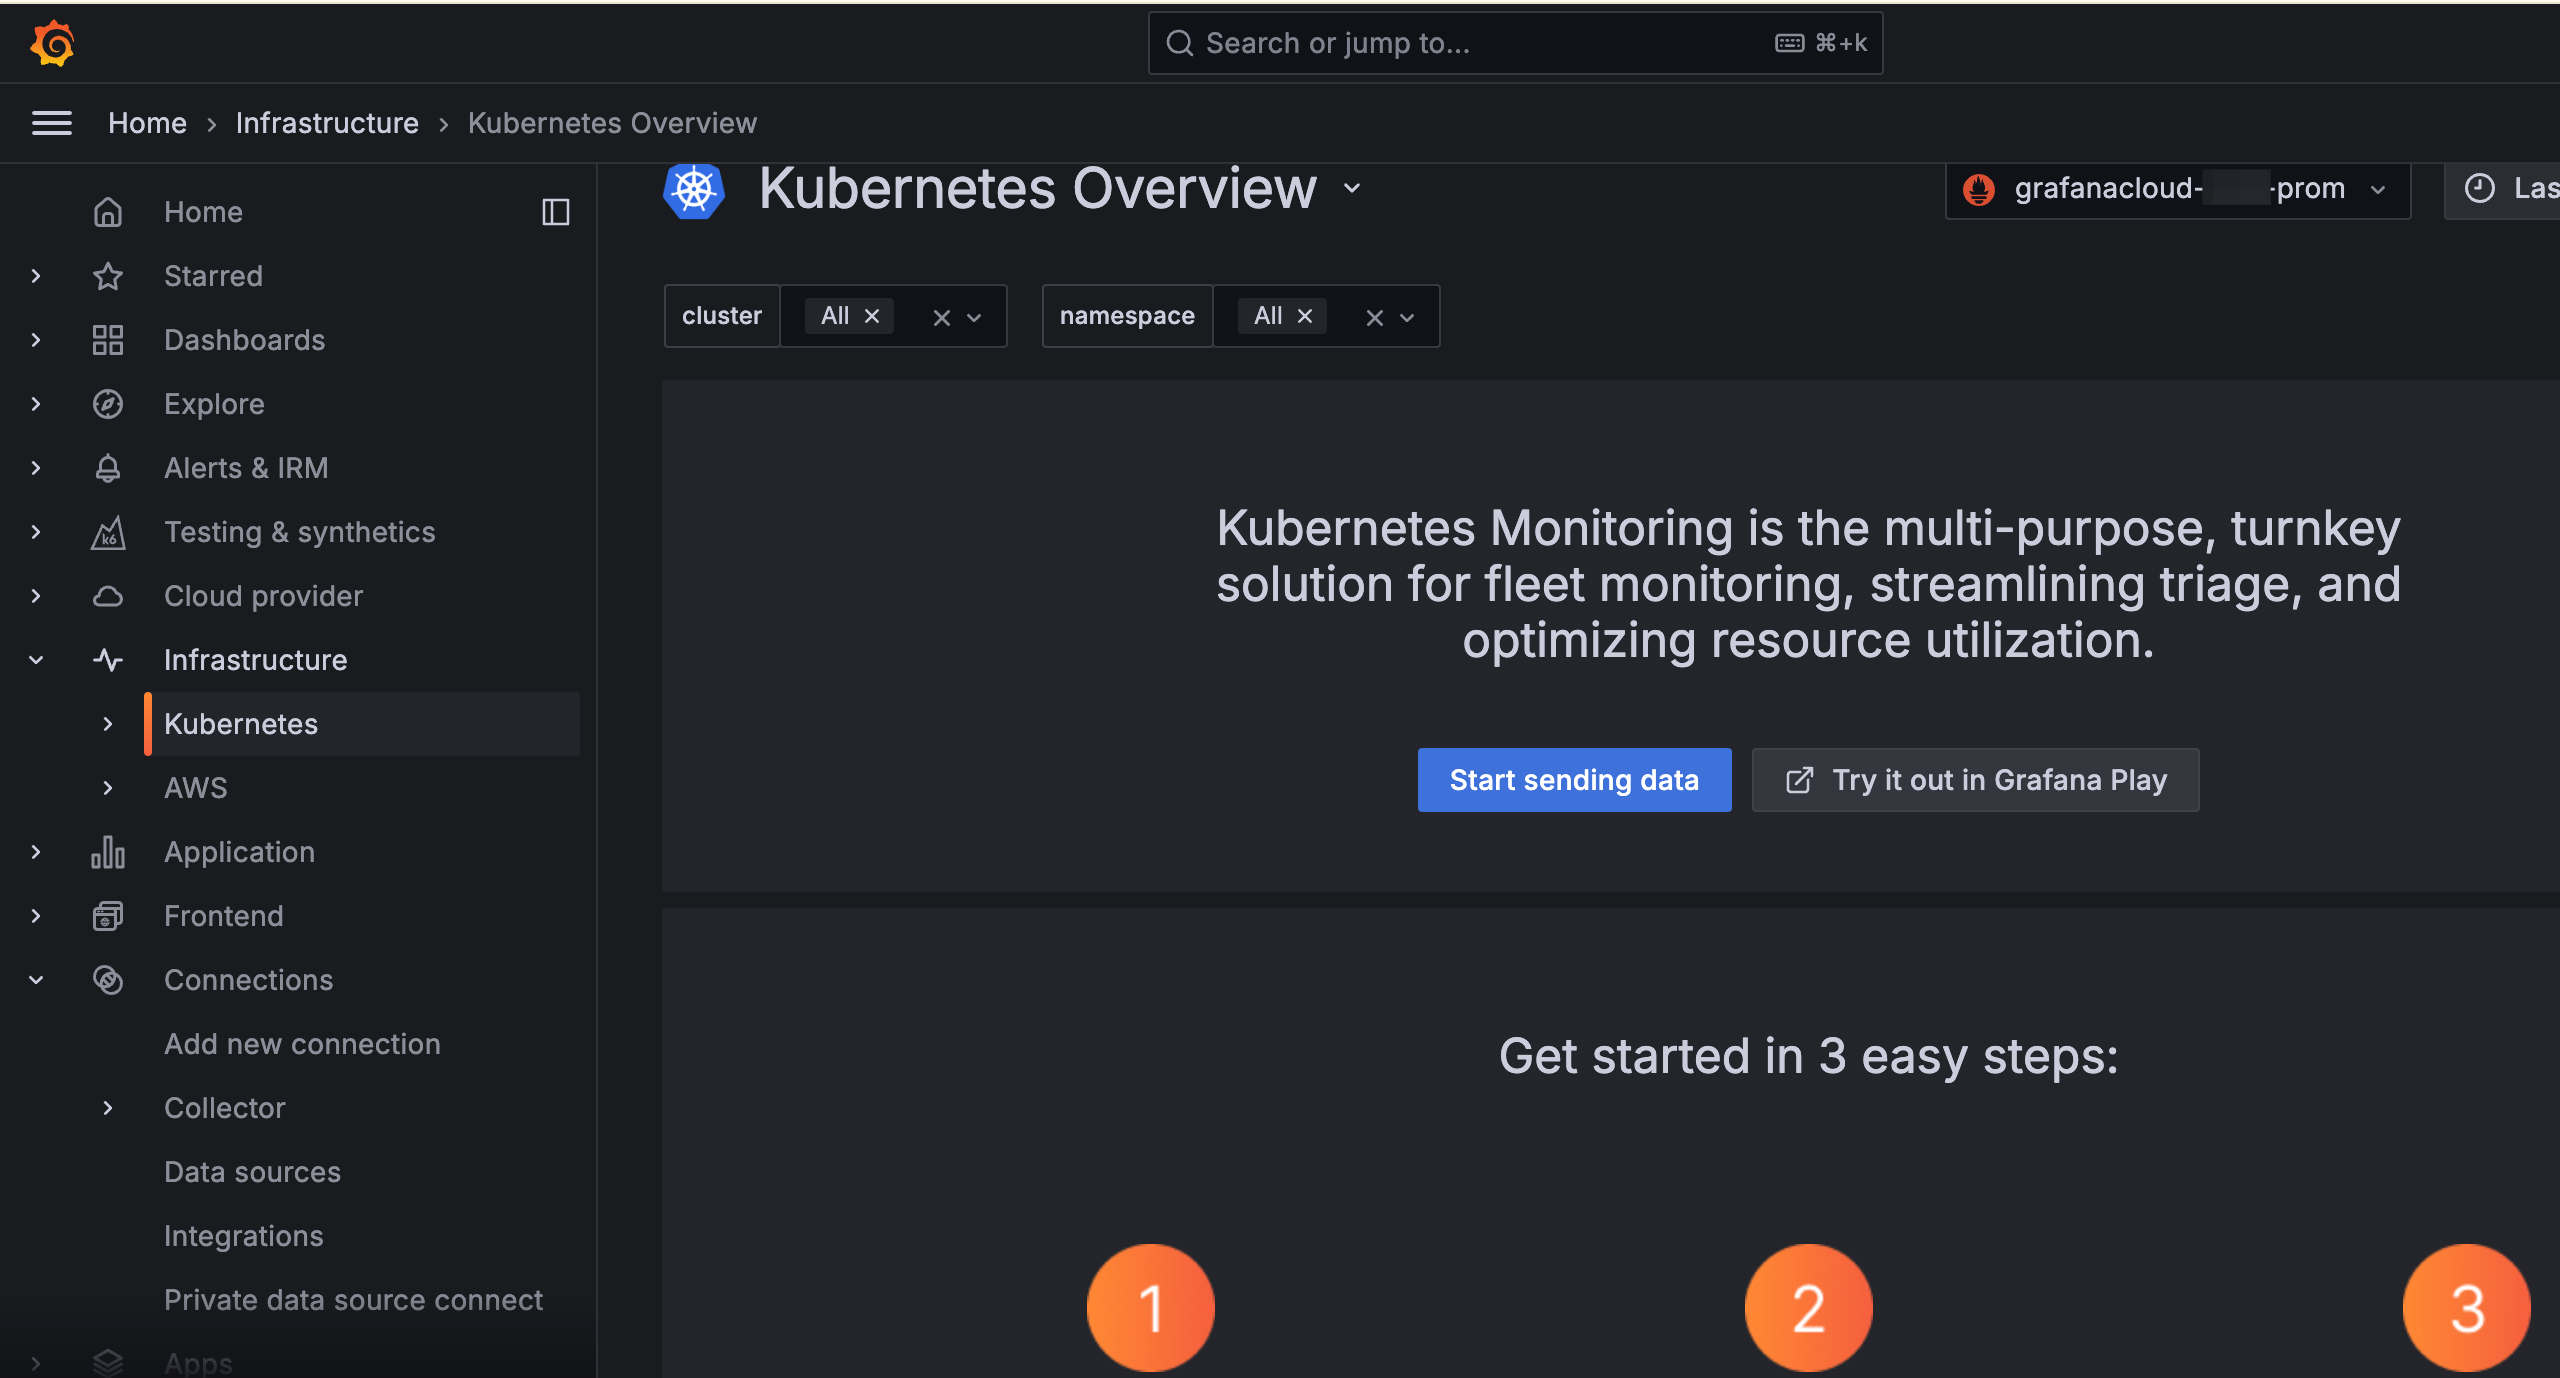 Search or jump to...
⌘+k
Home
Infrastructure
Kubernetes Overview
Home
Starred
Dashboards
Explore
Alerts & IRM
Testing & synthetics
k6
Cloud provider
Infrastructure
Kubernetes
AWS
Application
Frontend
Connections
Add new connection
Collector
Data sources
Integrations
Private data source connect
Apps
Kubernetes Overview
grafanacloud-
-prom
Las
cluster
All
namespace
All
Kubernetes Monitoring is the multi-purpose, turnkey
solution for fleet monitoring, streamlining triage, and
optimizing resource utilization.
Start sending data
Try it out in Grafana Play
Get started in 3 easy steps:
1
2
3